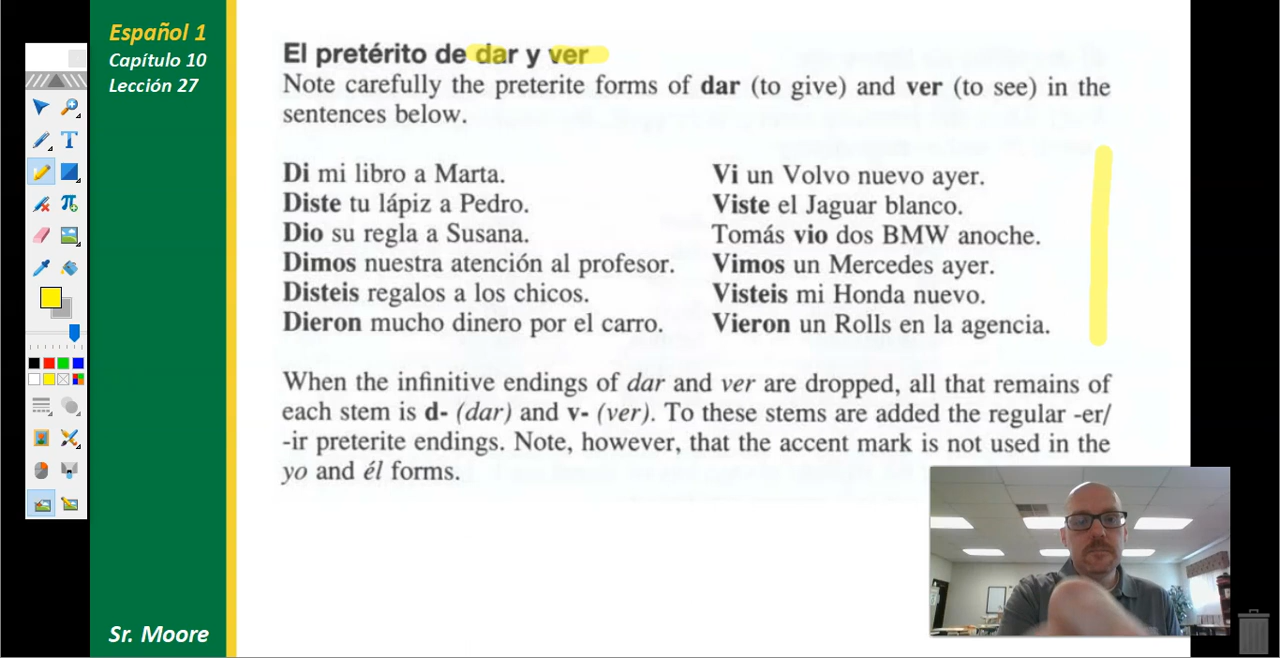 Español 1
Capítulo 10
Lección 27
El pretérito de dar y ver
Note carefully the preterite forms of dar (to give) and ver (to see) in the
sentences below.
Di mi libro a Marta.
Diste tu lápiz a Pedro.
Dio su regla a Susana.
Dimos nuestra atención al profesor.
Disteis regalos a los chicos.
Dieron mucho dinero por el carro.
Vi un Volvo nuevo ayer.
Viste el Jaguar blanco.
Tomás vio dos BMW anoche.
Vimos un Mercedes ayer.
Visteis mi Honda nuevo.
Vieron un Rolls en la agencia.
When the infinitive endings of dar and ver are dropped, all that remains of
each stem is d- (dar) and v- (ver). To these stems are added the regular -er/
-ir preterite endings. Note, however, that the accent mark is not used in the
yo and él forms.
Sr. Moore